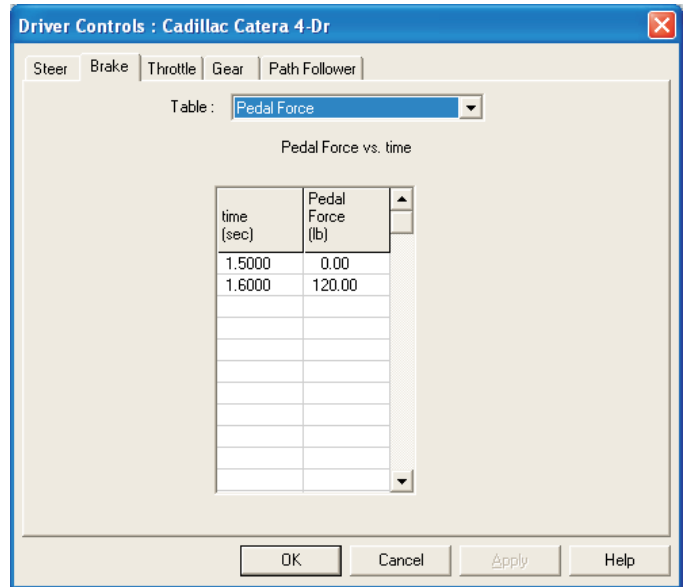 Driver Controls : Cadillac Catera 4-Dr
Steer Brake Throttle Gear Path Follower
Table : Pedal Force
Pedal Force vs. time
time
(sec)
Pedal
Force
(lb)
1.5000 0.00
1.6000 120.00
OK Cancel Apply Help